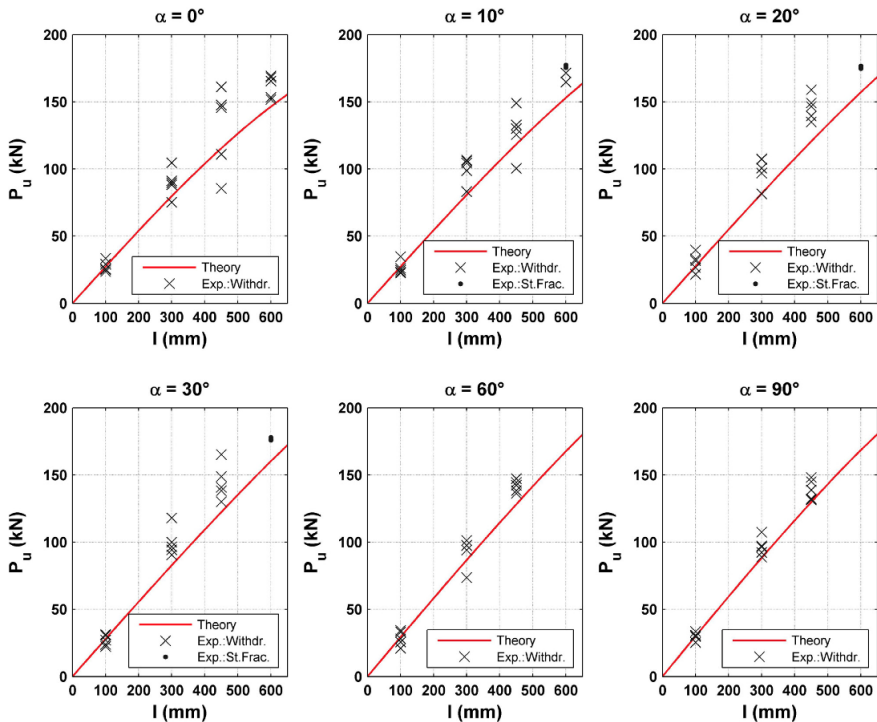 α = 0°
200
150
100
50
0
P_u (kN)
0 100 200 300 400 500 600
l (mm)
Theory
Exp.:Withdr.
α = 10°
200
150
100
50
0
P_u (kN)
0 100 200 300 400 500 600
l (mm)
Theory
Exp.:Withdr.
Exp.:St.Frac.
α = 20°
200
150
100
50
0
P_u (kN)
0 100 200 300 400 500 600
l (mm)
Theory
Exp.:Withdr.
Exp.:St.Frac.
α = 30°
200
150
100
50
0
P_u (kN)
0 100 200 300 400 500 600
l (mm)
Theory
Exp.:Withdr.
Exp.:St.Frac.
α = 60°
200
150
100
50
0
P_u (kN)
0 100 200 300 400 500 600
l (mm)
Theory
Exp.:Withdr.
α = 90°
200
150
100
50
0
P_u (kN)
0 100 200 300 400 500 600
l (mm)
Theory
Exp.:Withdr.